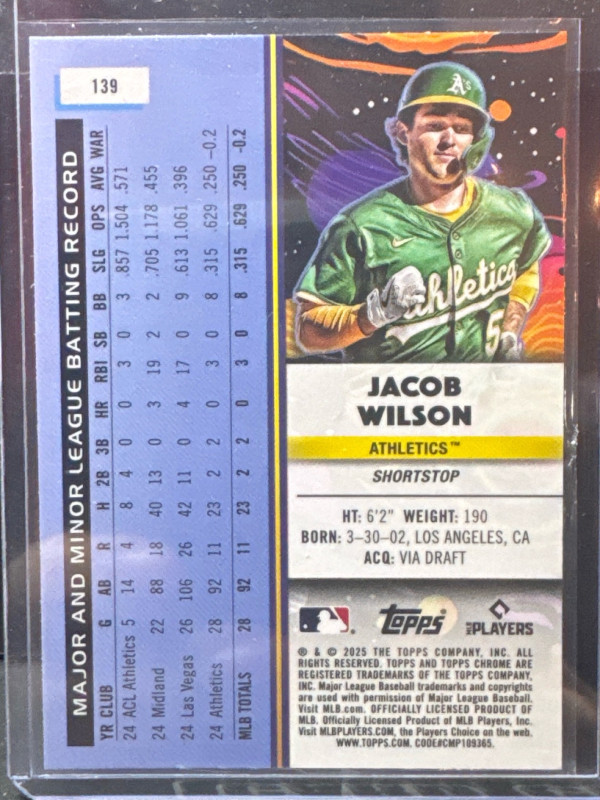 139
MAJOR AND MINOR LEAGUE BATTING RECORD
YR CLUB G AB R H 2B 3B HR RBI SB BB SLG OPS AVG WAR
24 ACL Athletics 5 14 4 8 4 0 0 3 0 3 .857 1.504 .571
24 Midland 22 88 18 40 13 0 3 19 2 2 .705 1.178 .455
24 Las Vegas 26 106 26 42 11 0 4 17 0 9 .613 1.061 .396
24 Athletics 28 92 11 23 2 2 0 3 0 8 .315 .629 .250 –0.2
MLB TOTALS 28 92 11 23 2 2 0 3 0 8 .315 .629 .250 -0.2
A's
Athletics
5
JACOB
WILSON
ATHLETICS™
SHORTSTOP
HT: 6'2" WEIGHT: 190
BORN: 3–30–02, LOS ANGELES, CA
ACQ: VIA DRAFT
topps
MLB PLAYERS
® & © 2025 THE TOPPS COMPANY, INC. ALL
RIGHTS RESERVED. TOPPS AND TOPPS CHROME ARE
REGISTERED TRADEMARKS OF THE TOPPS COMPANY,
INC. Major League Baseball trademarks and copyrights
are used with permission of Major League Baseball.
Visit MLB.com. OFFICIALLY LICENSED PRODUCT OF
MLB. Officially Licensed Product of MLB Players, Inc.
Visit MLBPLAYERS.COM, the Players Choice on the web.
WWW.TOPPS.COM. CODE#CMP109365.